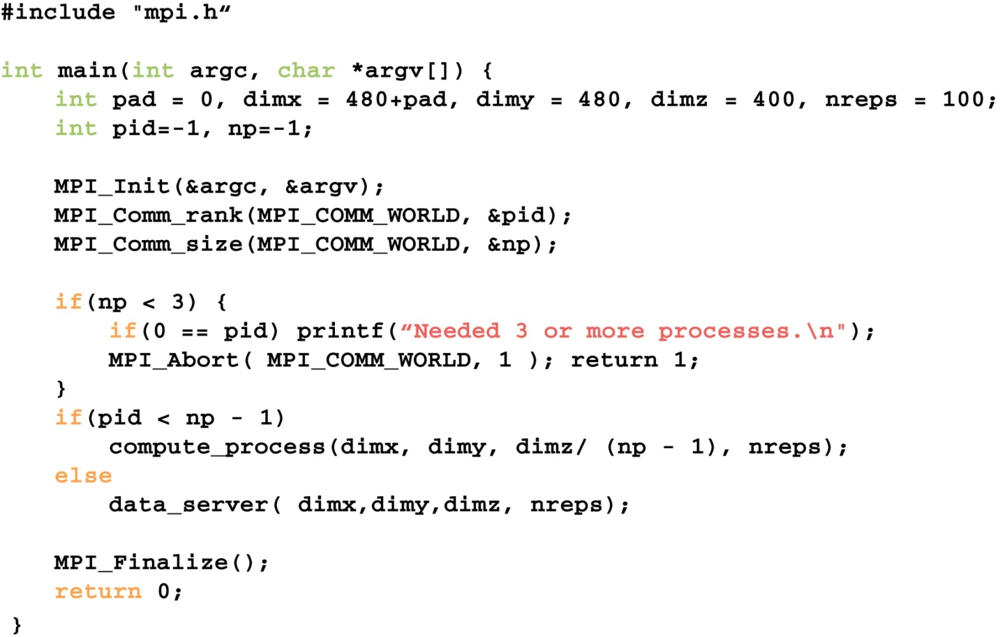 #include "mpi.h“
int main(int argc, char *argv[]) {
int pad = 0, dimx = 480+pad, dimy = 480, dimz = 400, nreps = 100;
int pid=-1, np=-1;
MPI_Init(&argc, &argv);
MPI_Comm_rank(MPI_COMM_WORLD, &pid);
MPI_Comm_size(MPI_COMM_WORLD, &np);
if(np < 3) {
if(0 == pid) printf(“Needed 3 or more processes.\n");
MPI_Abort( MPI_COMM_WORLD, 1 ); return 1;
}
if(pid < np - 1)
compute_process(dimx, dimy, dimz/ (np - 1), nreps);
else
data_server( dimx,dimy,dimz, nreps);
MPI_Finalize();
return 0;
}